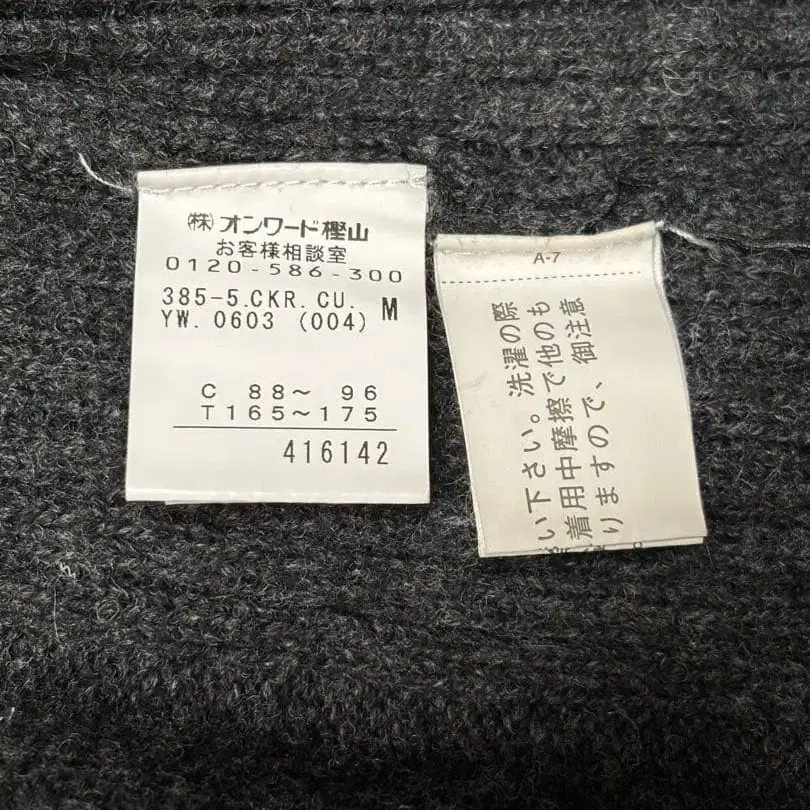 (株)オンワード樫山
お客様相談室
0120-586-300
385-5.CKR.CU. M
YW. 0603 (004)
C 88～ 96
T 165～175
416142
A-7
洗濯の際
い下さい。
着用中摩擦で他のも
りますので、御注意